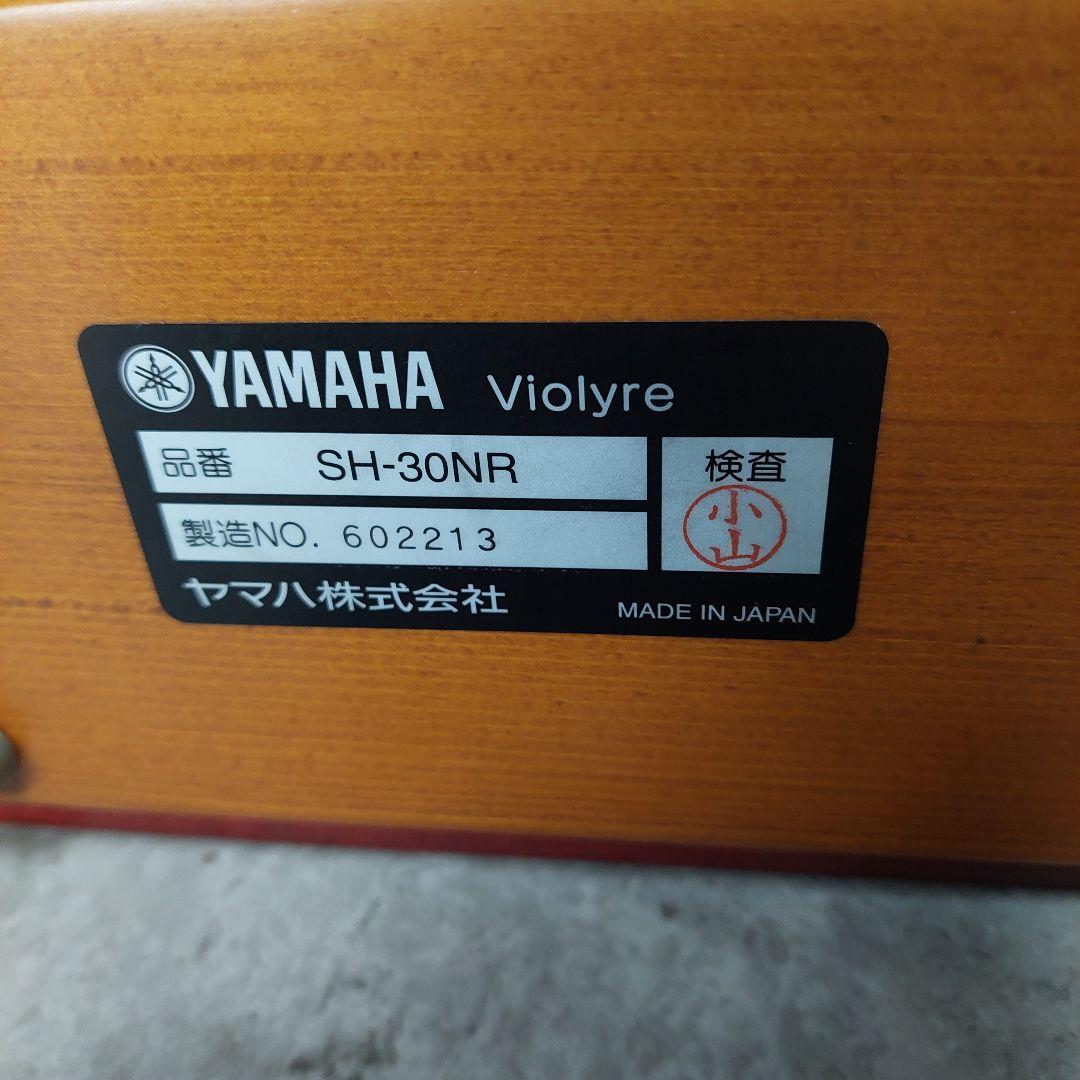 YAMAHA Violyre
品番 SH-30NR
製造NO. 602213
検査
小山
ヤマハ株式会社
MADE IN JAPAN